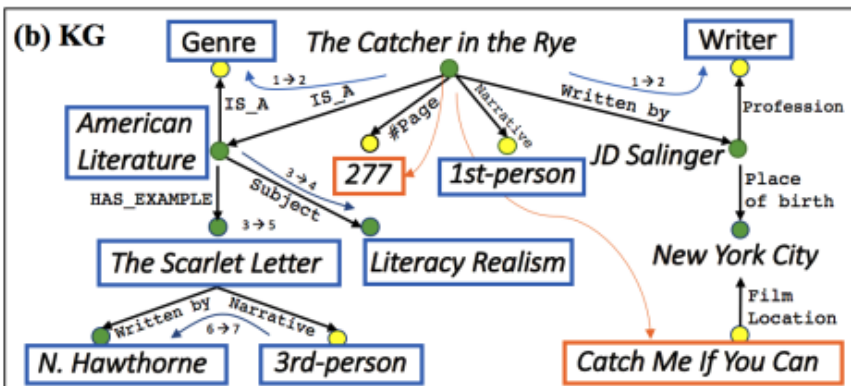 (b) KG
Genre
The Catcher in the Rye
Writer
1→2
1→2
IS_A
IS_A
#Page
Narrative
Written by
Profession
American
Literature
277
1st-person
JD Salinger
3→4
Subject
HAS_EXAMPLE
Place
of birth
3→5
The Scarlet Letter
Literacy Realism
New York City
Written by
Narrative
6→7
Film
Location
N. Hawthorne
3rd-person
Catch Me If You Can